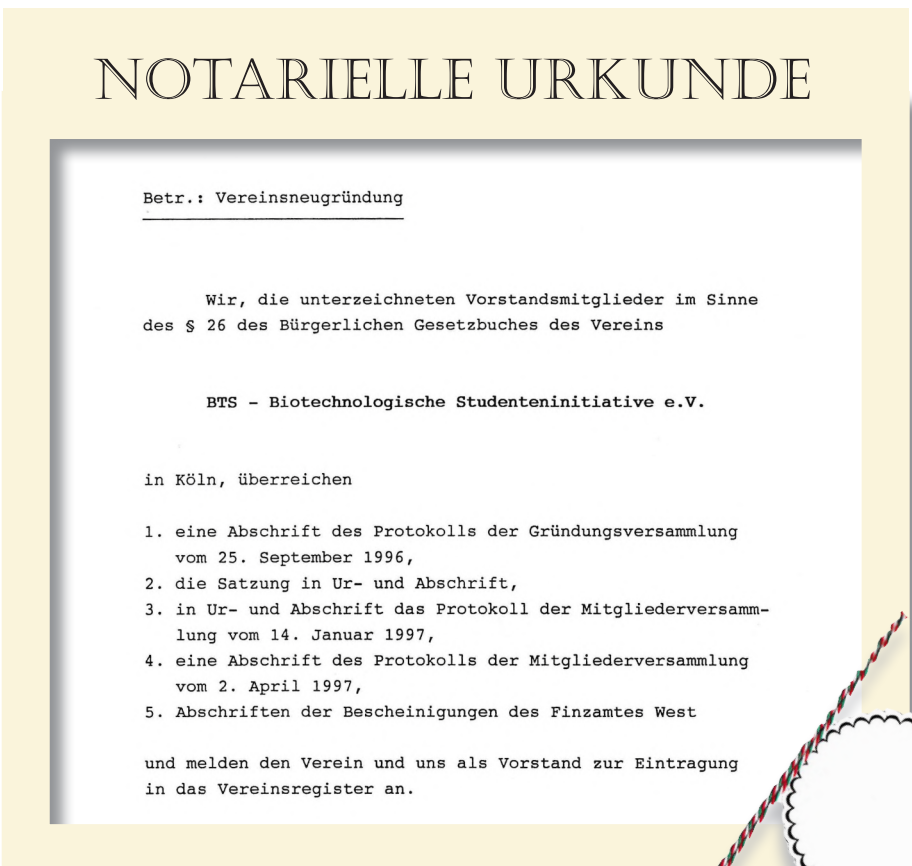 NOTARIELLE URKUNDE
Betr.: Vereinsneugründung
Wir, die unterzeichneten Vorstandsmitglieder im Sinne
des § 26 des Bürgerlichen Gesetzbuches des Vereins
BTS - Biotechnologische Studenteninitiative e.V.
in Köln, überreichen
1. eine Abschrift des Protokolls der Gründungsversammlung
vom 25. September 1996,
2. die Satzung in Ur- und Abschrift,
3. in Ur- und Abschrift das Protokoll der Mitgliederversamm-
lung vom 14. Januar 1997,
4. eine Abschrift des Protokolls der Mitgliederversammlung
vom 2. April 1997,
5. Abschriften der Bescheinigungen des Finzamtes West
und melden den Verein und uns als Vorstand zur Eintragung
in das Vereinsregister an.